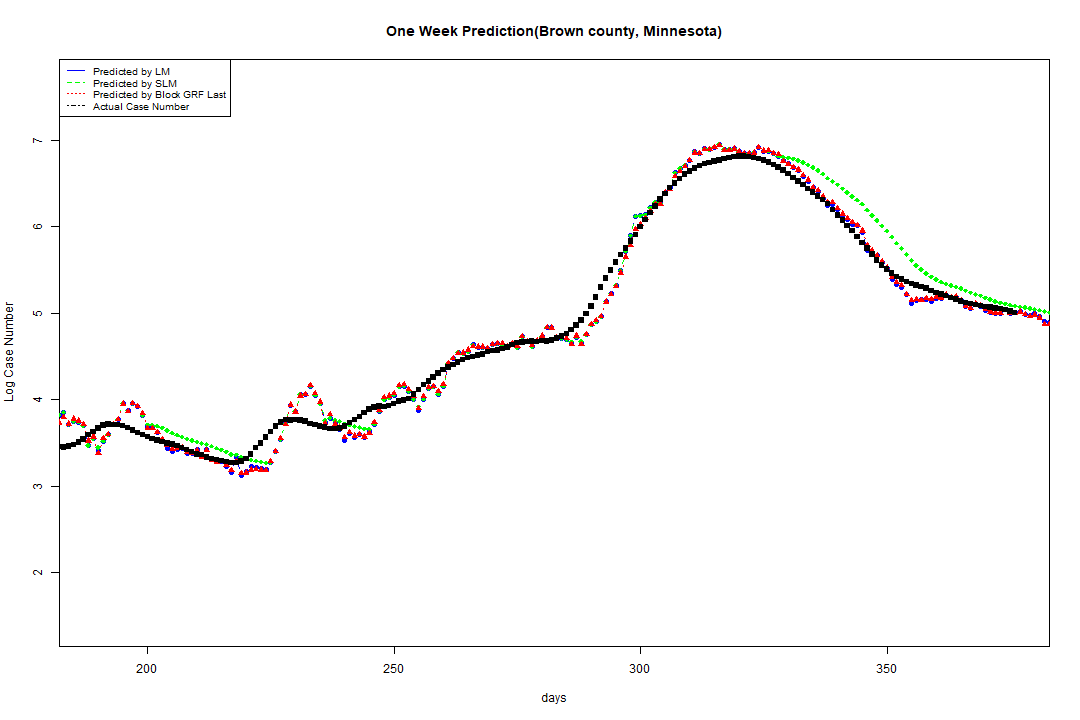 One Week Prediction(Brown county, Minnesota)
Predicted by LM
Predicted by SLM
Predicted by Block GRF Last
Actual Case Number
7
6
5
4
3
2
Log Case Number
200 250 300 350
days